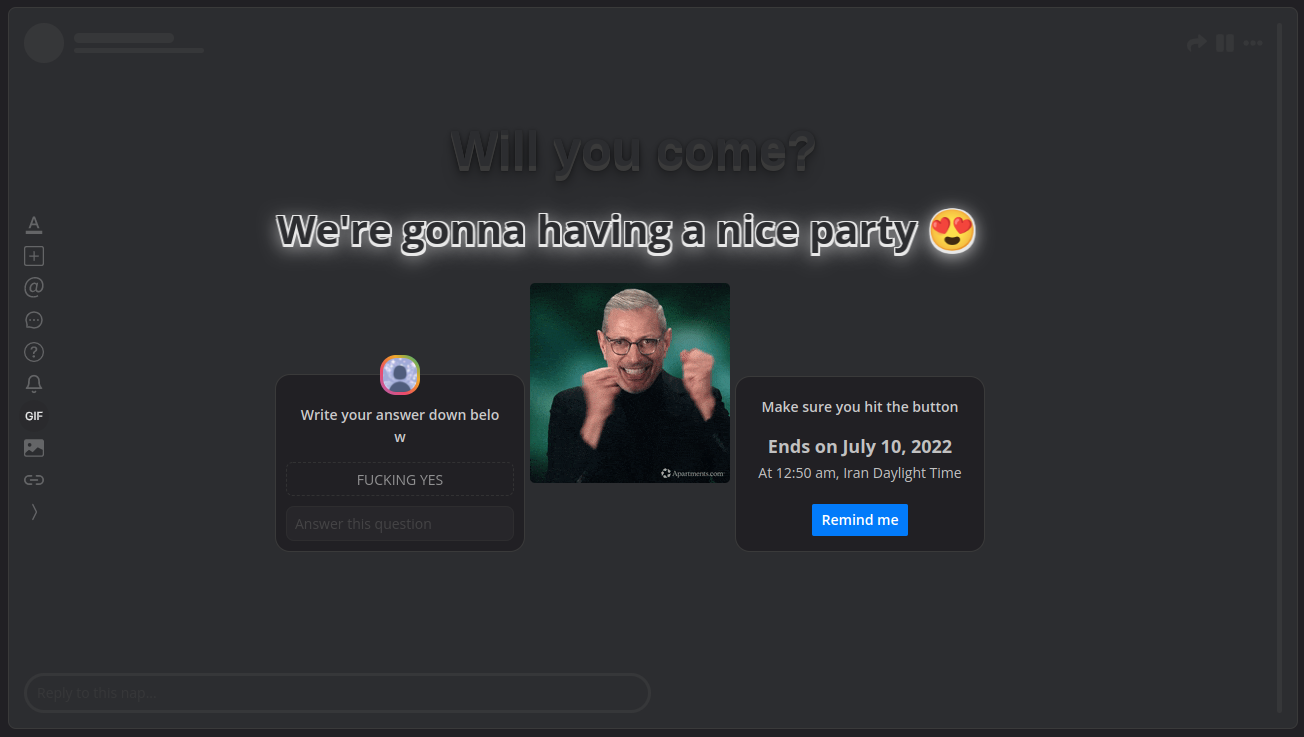 Will you come?
We're gonna having a nice party 😍
A
@
?
GIF
Write your answer down belo
w
FUCKING YES
Answer this question
Apartments.com
Make sure you hit the button
Ends on July 10, 2022
At 12:50 am, Iran Daylight Time
Remind me
Reply to this nap...